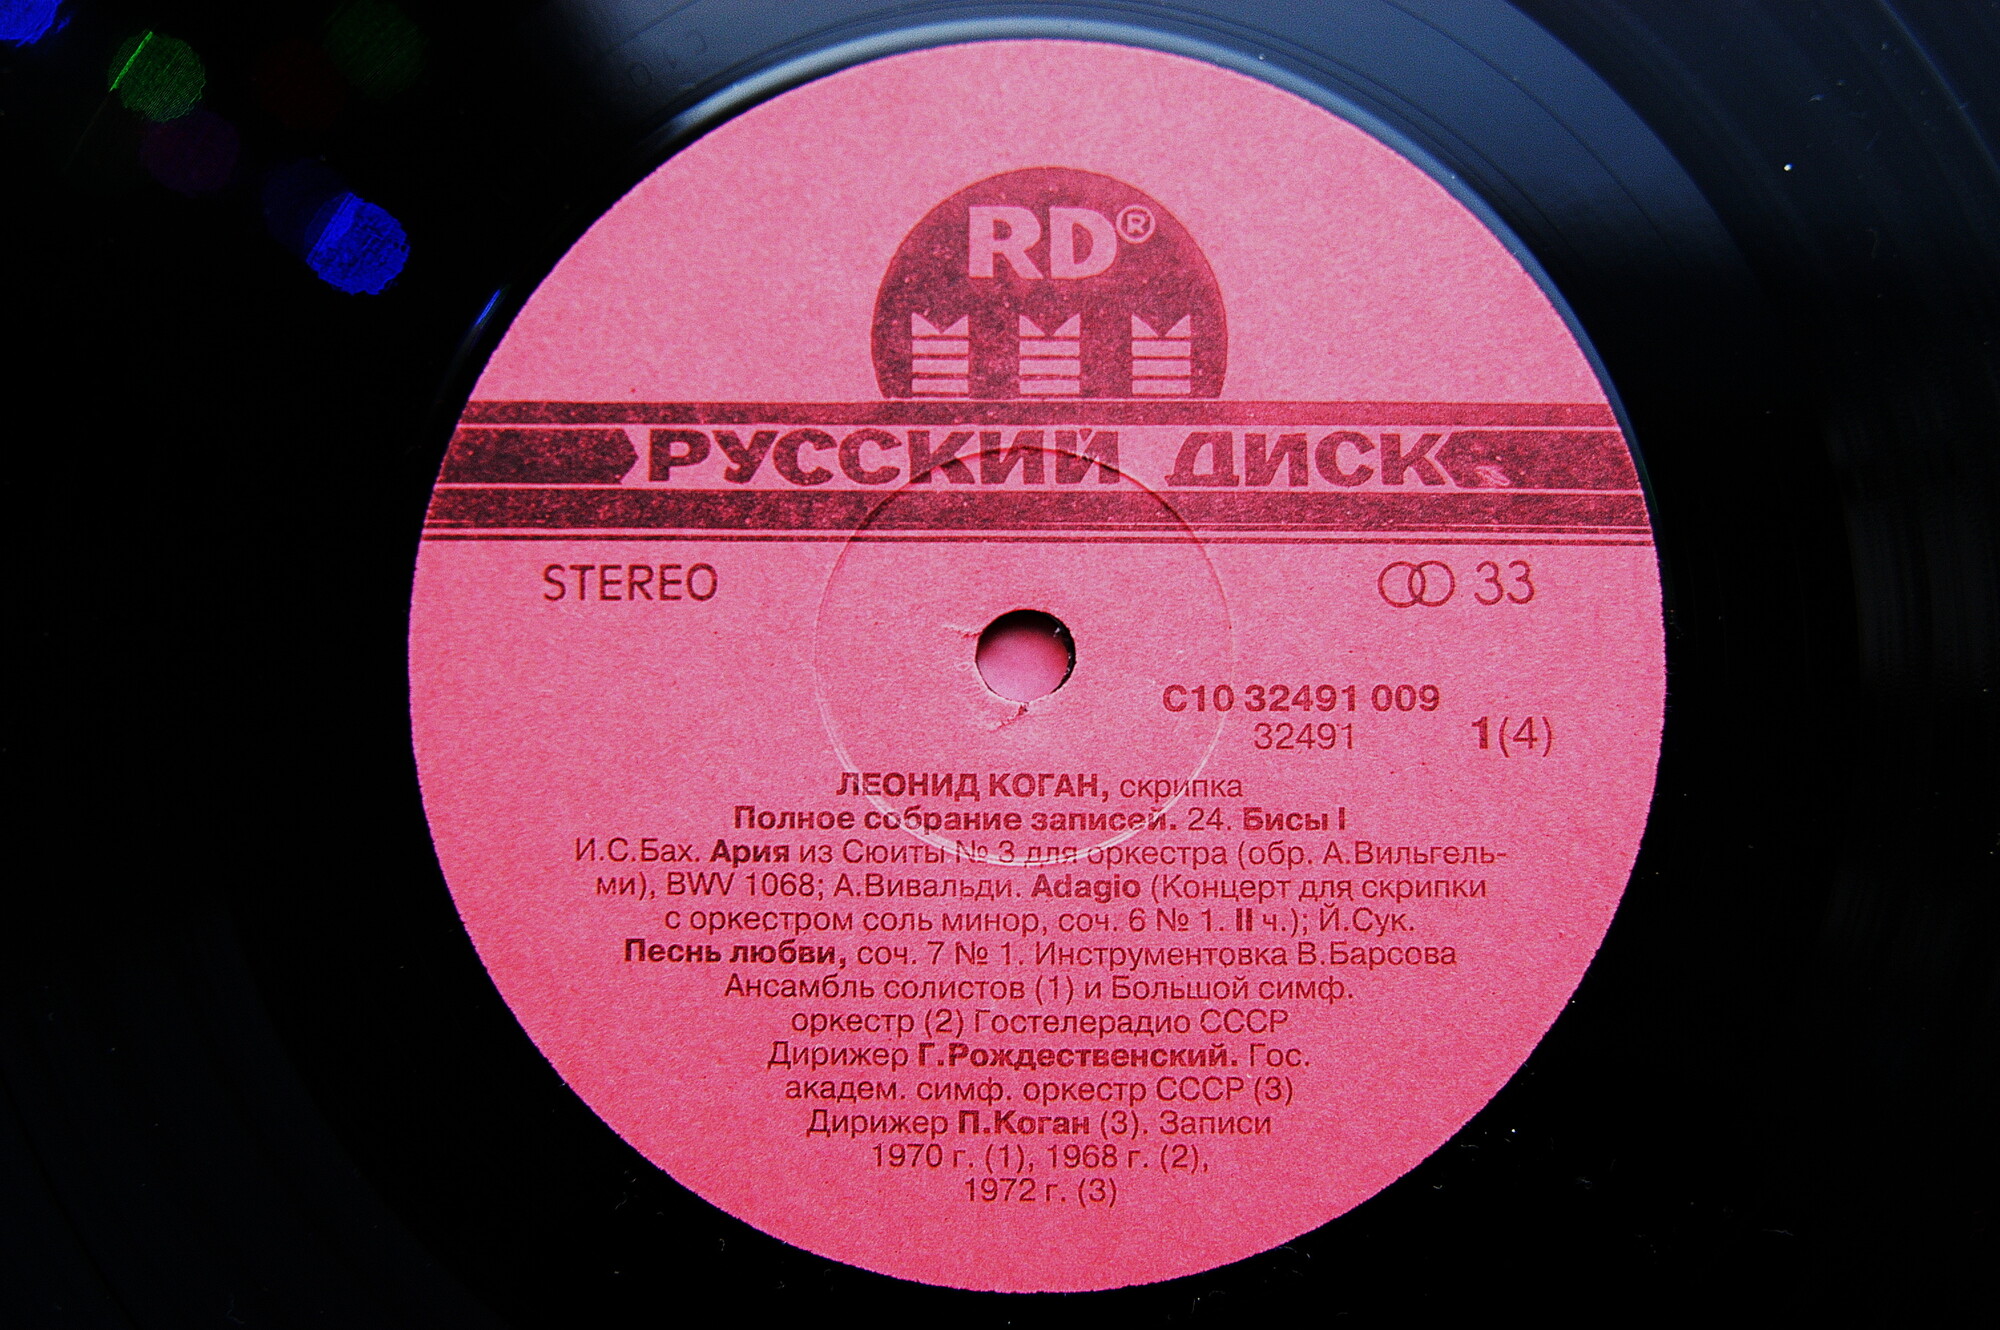 RD®
РУССКИЙ ДИСК
STEREO
33
С10 32491 009
32491 1(4)
ЛЕОНИД КОГАН, скрипка
Полное собрание записей. 24. Бисы I
И.С.Бах. Ария из Сюиты № 3 для оркестра (обр. А.Вильгель-
ми), BWV 1068; А.Вивальди. Adagio (Концерт для скрипки
с оркестром соль минор, соч. 6 № 1. II ч.); Й.Сук.
Песнь любви, соч. 7 № 1. Инструментовка В.Барсова
Ансамбль солистов (1) и Большой симф.
оркестр (2) Гостелерадио СССР
Дирижер Г.Рождественский. Гос.
академ. симф. оркестр СССР (3)
Дирижер П.Коган (3). Записи
1970 г. (1), 1968 г. (2),
1972 г. (3)